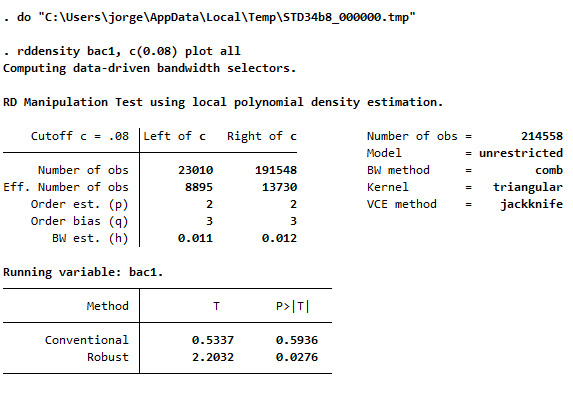 . do "C:\Users\jorge\AppData\Local\Temp\STD34b8_000000.tmp"
. rddensity bac1, c(0.08) plot all
Computing data-driven bandwidth selectors.
RD Manipulation Test using local polynomial density estimation.
Cutoff c = .08 Left of c Right of c Number of obs = 214558
Model = unrestricted
Number of obs 23010 191548 BW method = comb
Eff. Number of obs 8895 13730 Kernel = triangular
Order est. (p) 2 2 VCE method = jackknife
Order bias (q) 3 3
BW est. (h) 0.011 0.012
Running variable: bac1.
Method T P>|T|
Conventional 0.5337 0.5936
Robust 2.2032 0.0276